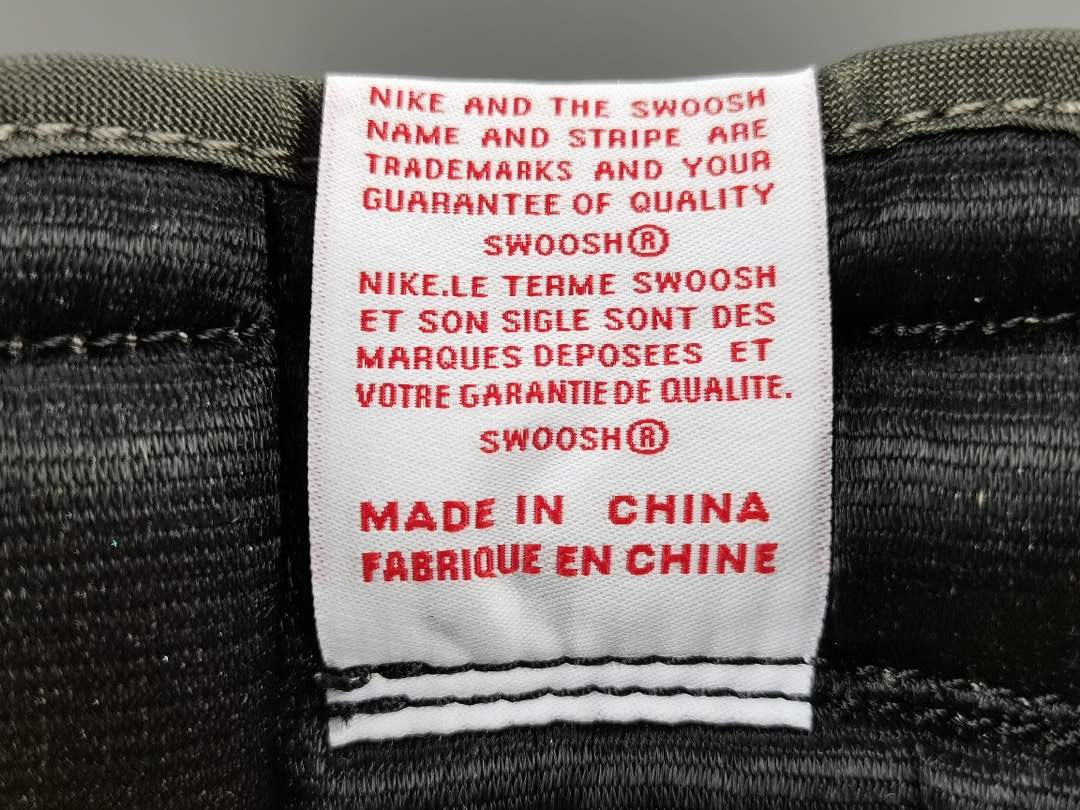 NIKE AND THE SWOOSH
NAME AND STRIPE ARE
TRADEMARKS AND YOUR
GUARANTEE OF QUALITY
SWOOSH®
NIKE.LE TERME SWOOSH
ET SON SIGLE SONT DES
MARQUES DEPOSEES ET
VOTRE GARANTIE DE QUALITE.
SWOOSH®
MADE IN CHINA
FABRIQUE EN CHINE